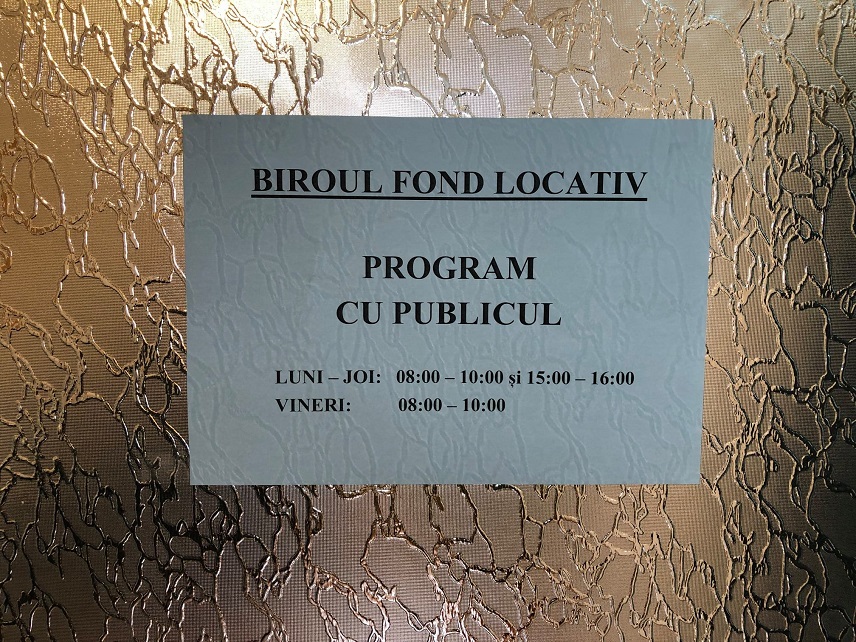 BIROUL FOND LOCATIV
PROGRAM
CU PUBLICUL
LUNI – JOI: 08:00 – 10:00 și 15:00 – 16:00
VINERI: 08:00 – 10:00